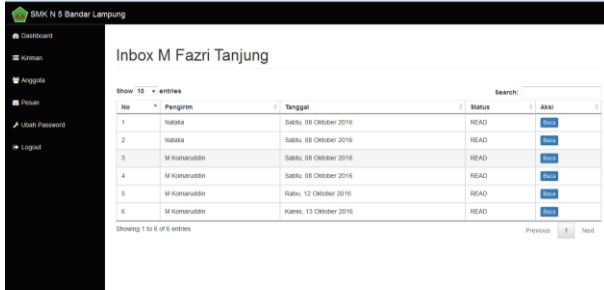 SMK N 5 Bandar Lampung
Dashboard
Kiriman
Anggota
Pesan
Ubah Password
Logout
Inbox M Fazri Tanjung
Show 10 entries Search:
No Pengirim Tanggal Status Aksi
1 Natalia Sabtu, 08 Oktober 2016 READ Baca
2 Natalia Sabtu, 08 Oktober 2016 READ Baca
3 M Komaruddin Sabtu, 08 Oktober 2016 READ Baca
4 M Komaruddin Sabtu, 08 Oktober 2016 READ Baca
5 M Komaruddin Rabu, 12 Oktober 2016 READ Baca
6 M Komaruddin Kamis, 13 Oktober 2016 READ Baca
Showing 1 to 6 of 6 entries Previous 1 Next